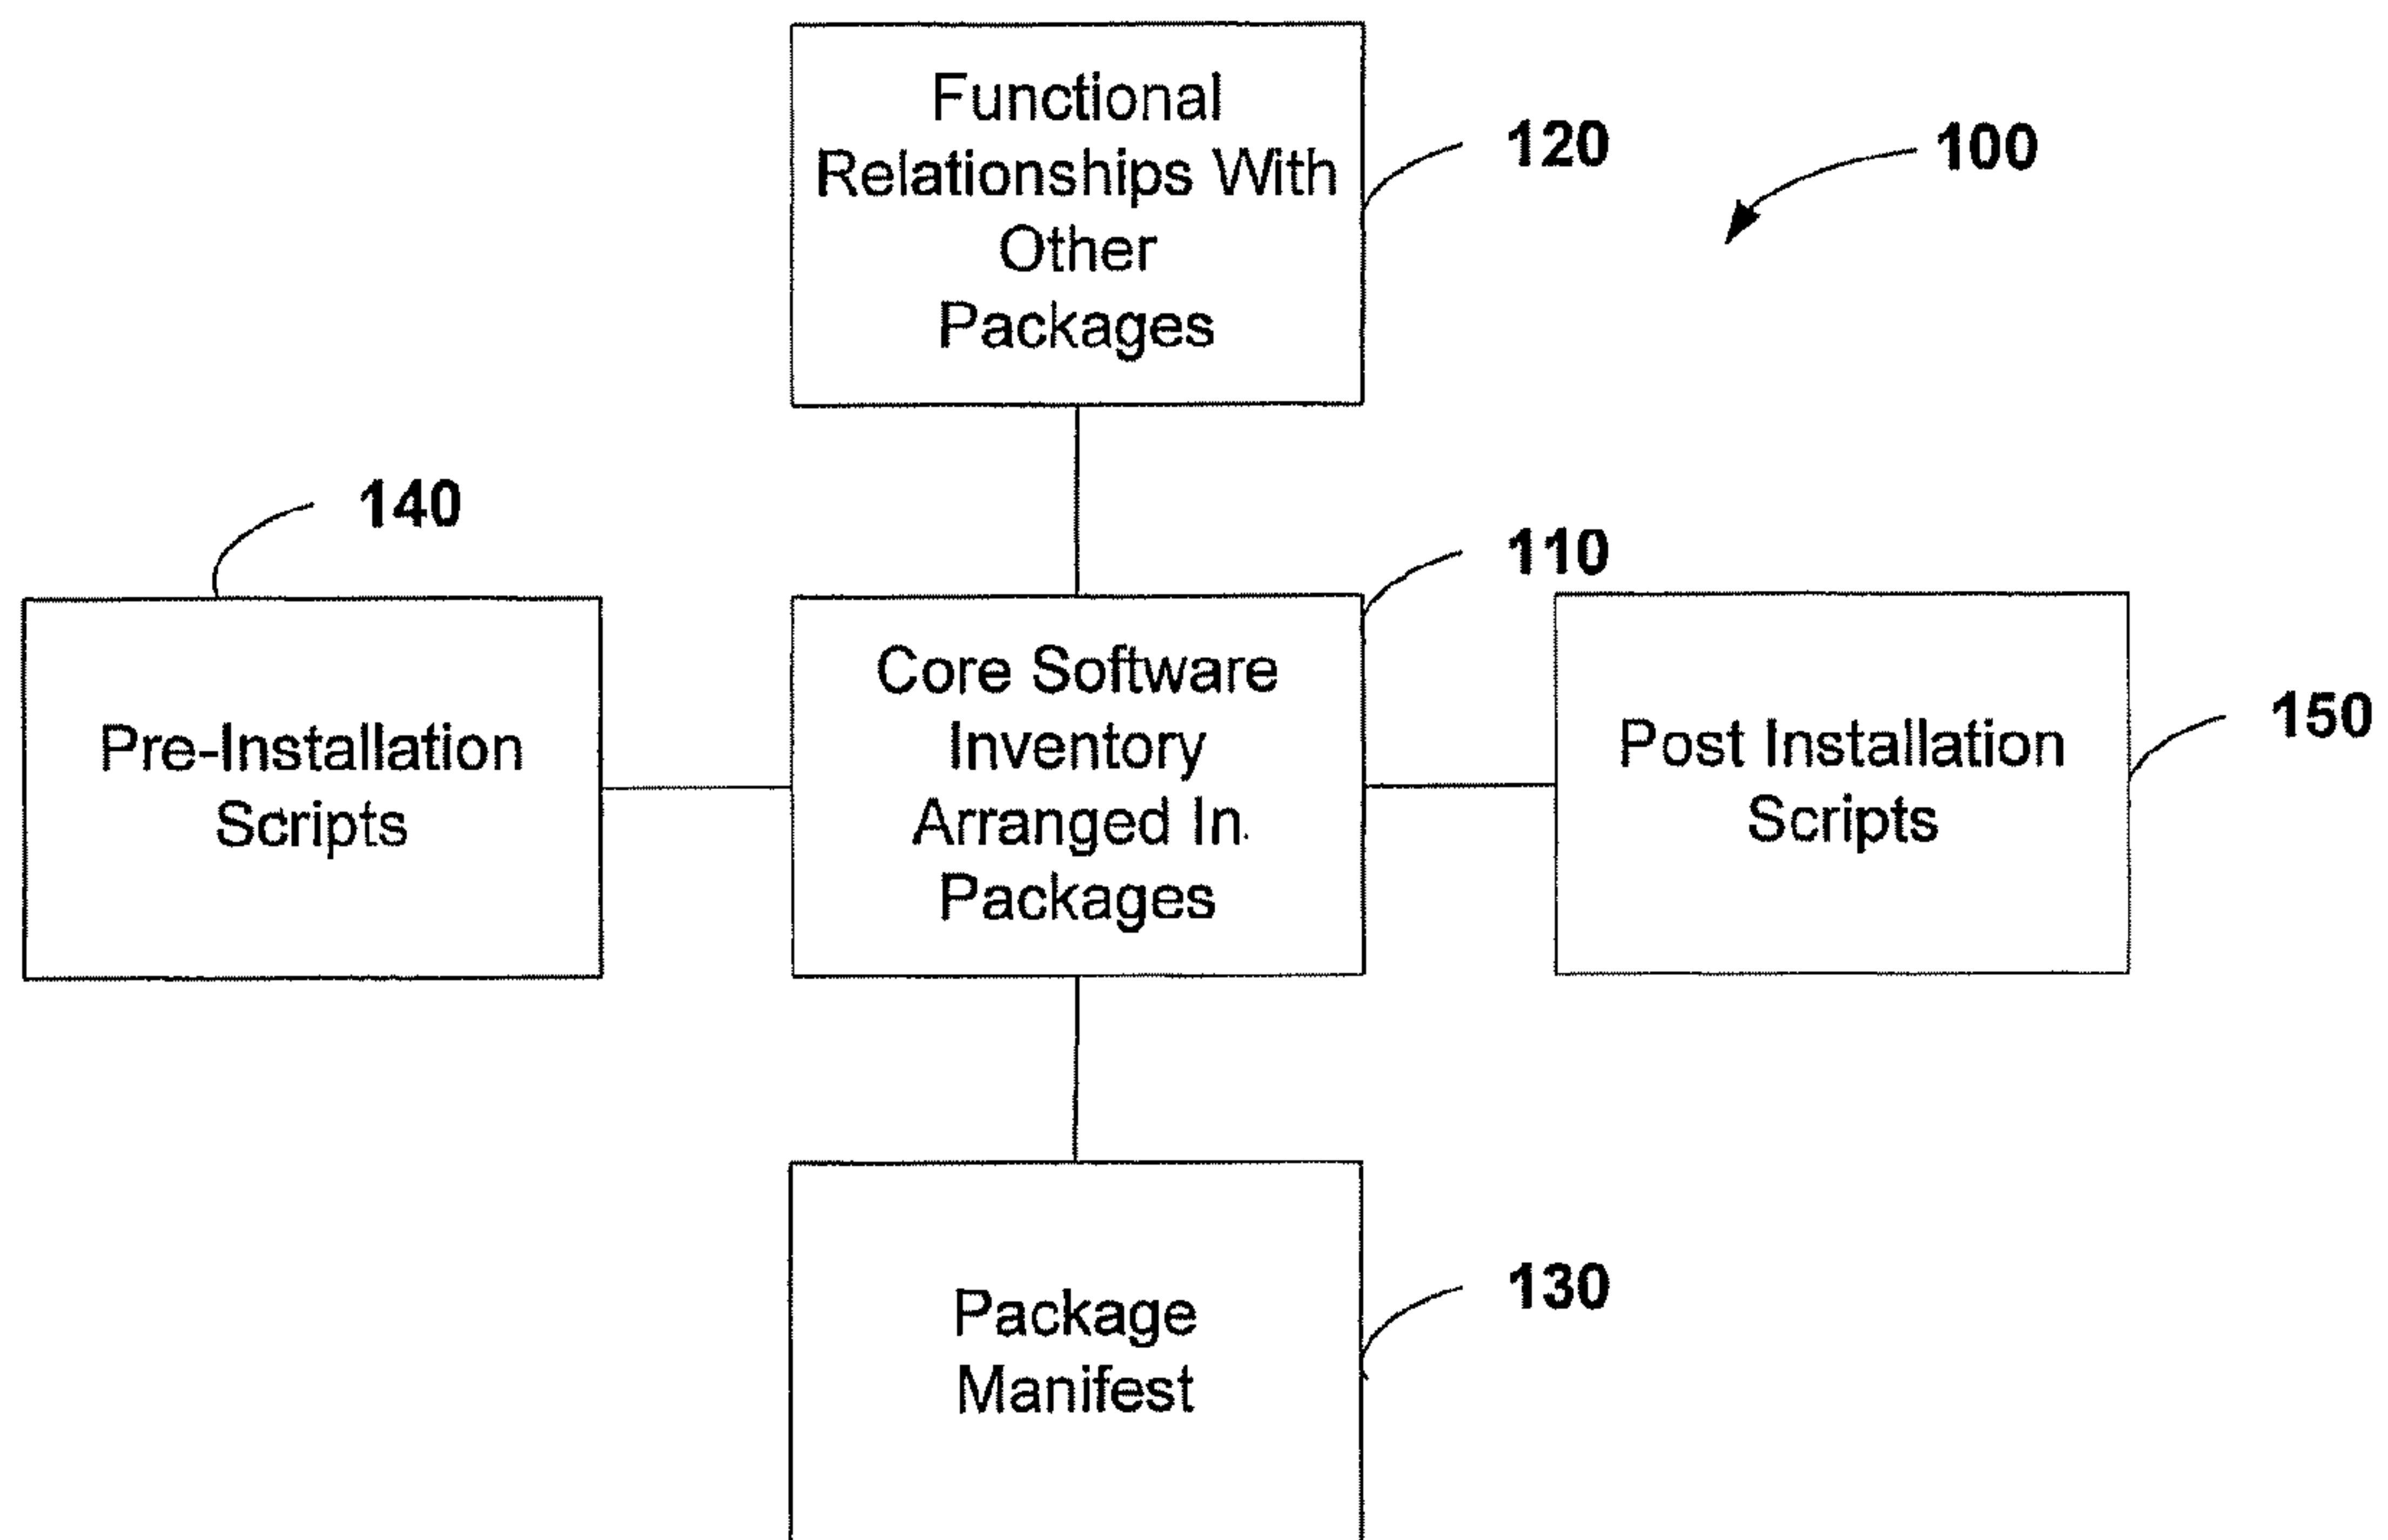 Functional
Relationships With
Other
Packages
120
100
140
110
Pre-Installation
Scripts
Core Software
Inventory
Arranged In
Packages
Post Installation
Scripts
150
Package
Manifest
130